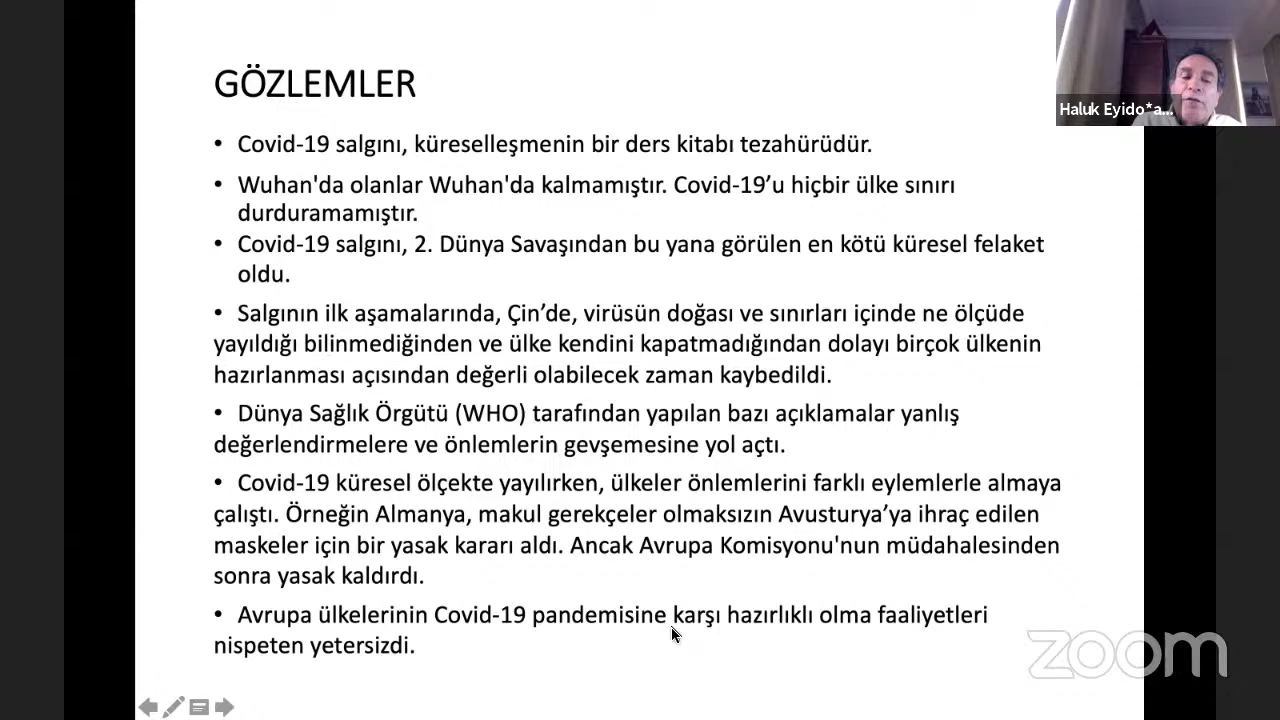 GÖZLEMLER
• Covid-19 salgını, küreselleşmenin bir ders kitabı tezahürüdür.
• Wuhan'da olanlar Wuhan'da kalmamıştır. Covid-19’u hiçbir ülke sınırı
durduramamıştır.
• Covid-19 salgını, 2. Dünya Savaşından bu yana görülen en kötü küresel felaket
oldu.
• Salgının ilk aşamalarında, Çin’de, virüsün doğası ve sınırları içinde ne ölçüde
yayıldığı bilinmediğinden ve ülke kendini kapatmadığından dolayı birçok ülkenin
hazırlanması açısından değerli olabilecek zaman kaybedildi.
• Dünya Sağlık Örgütü (WHO) tarafından yapılan bazı açıklamalar yanlış
değerlendirmelere ve önlemlerin gevşemesine yol açtı.
• Covid-19 küresel ölçekte yayılırken, ülkeler önlemlerini farklı eylemlerle almaya
çalıştı. Örneğin Almanya, makul gerekçeler olmaksızın Avusturya’ya ihraç edilen
maskeler için bir yasak kararı aldı. Ancak Avrupa Komisyonu'nun müdahalesinden
sonra yasak kaldırdı.
• Avrupa ülkelerinin Covid-19 pandemisine karşı hazırlıklı olma faaliyetleri
nispeten yetersizdi.
Haluk Eyido*a...
zoom